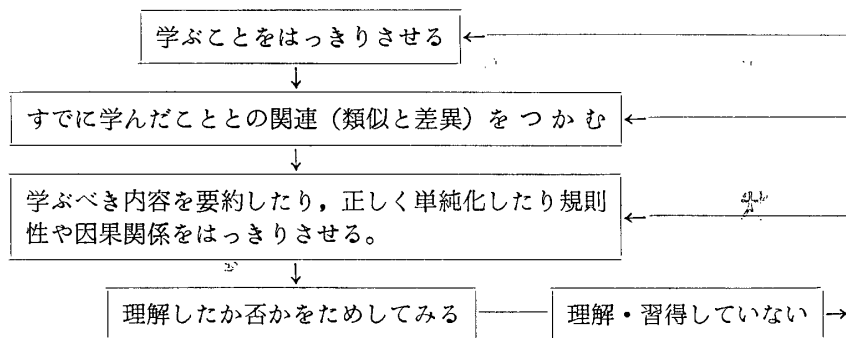 学ぶことをはっきりさせる
すでに学んだこととの関連（類似と差異）をつかむ
学ぶべき内容を要約したり，正しく単純化したり規則
性や因果関係をはっきりさせる。
理解したか否かをためしてみる
理解・習得していない